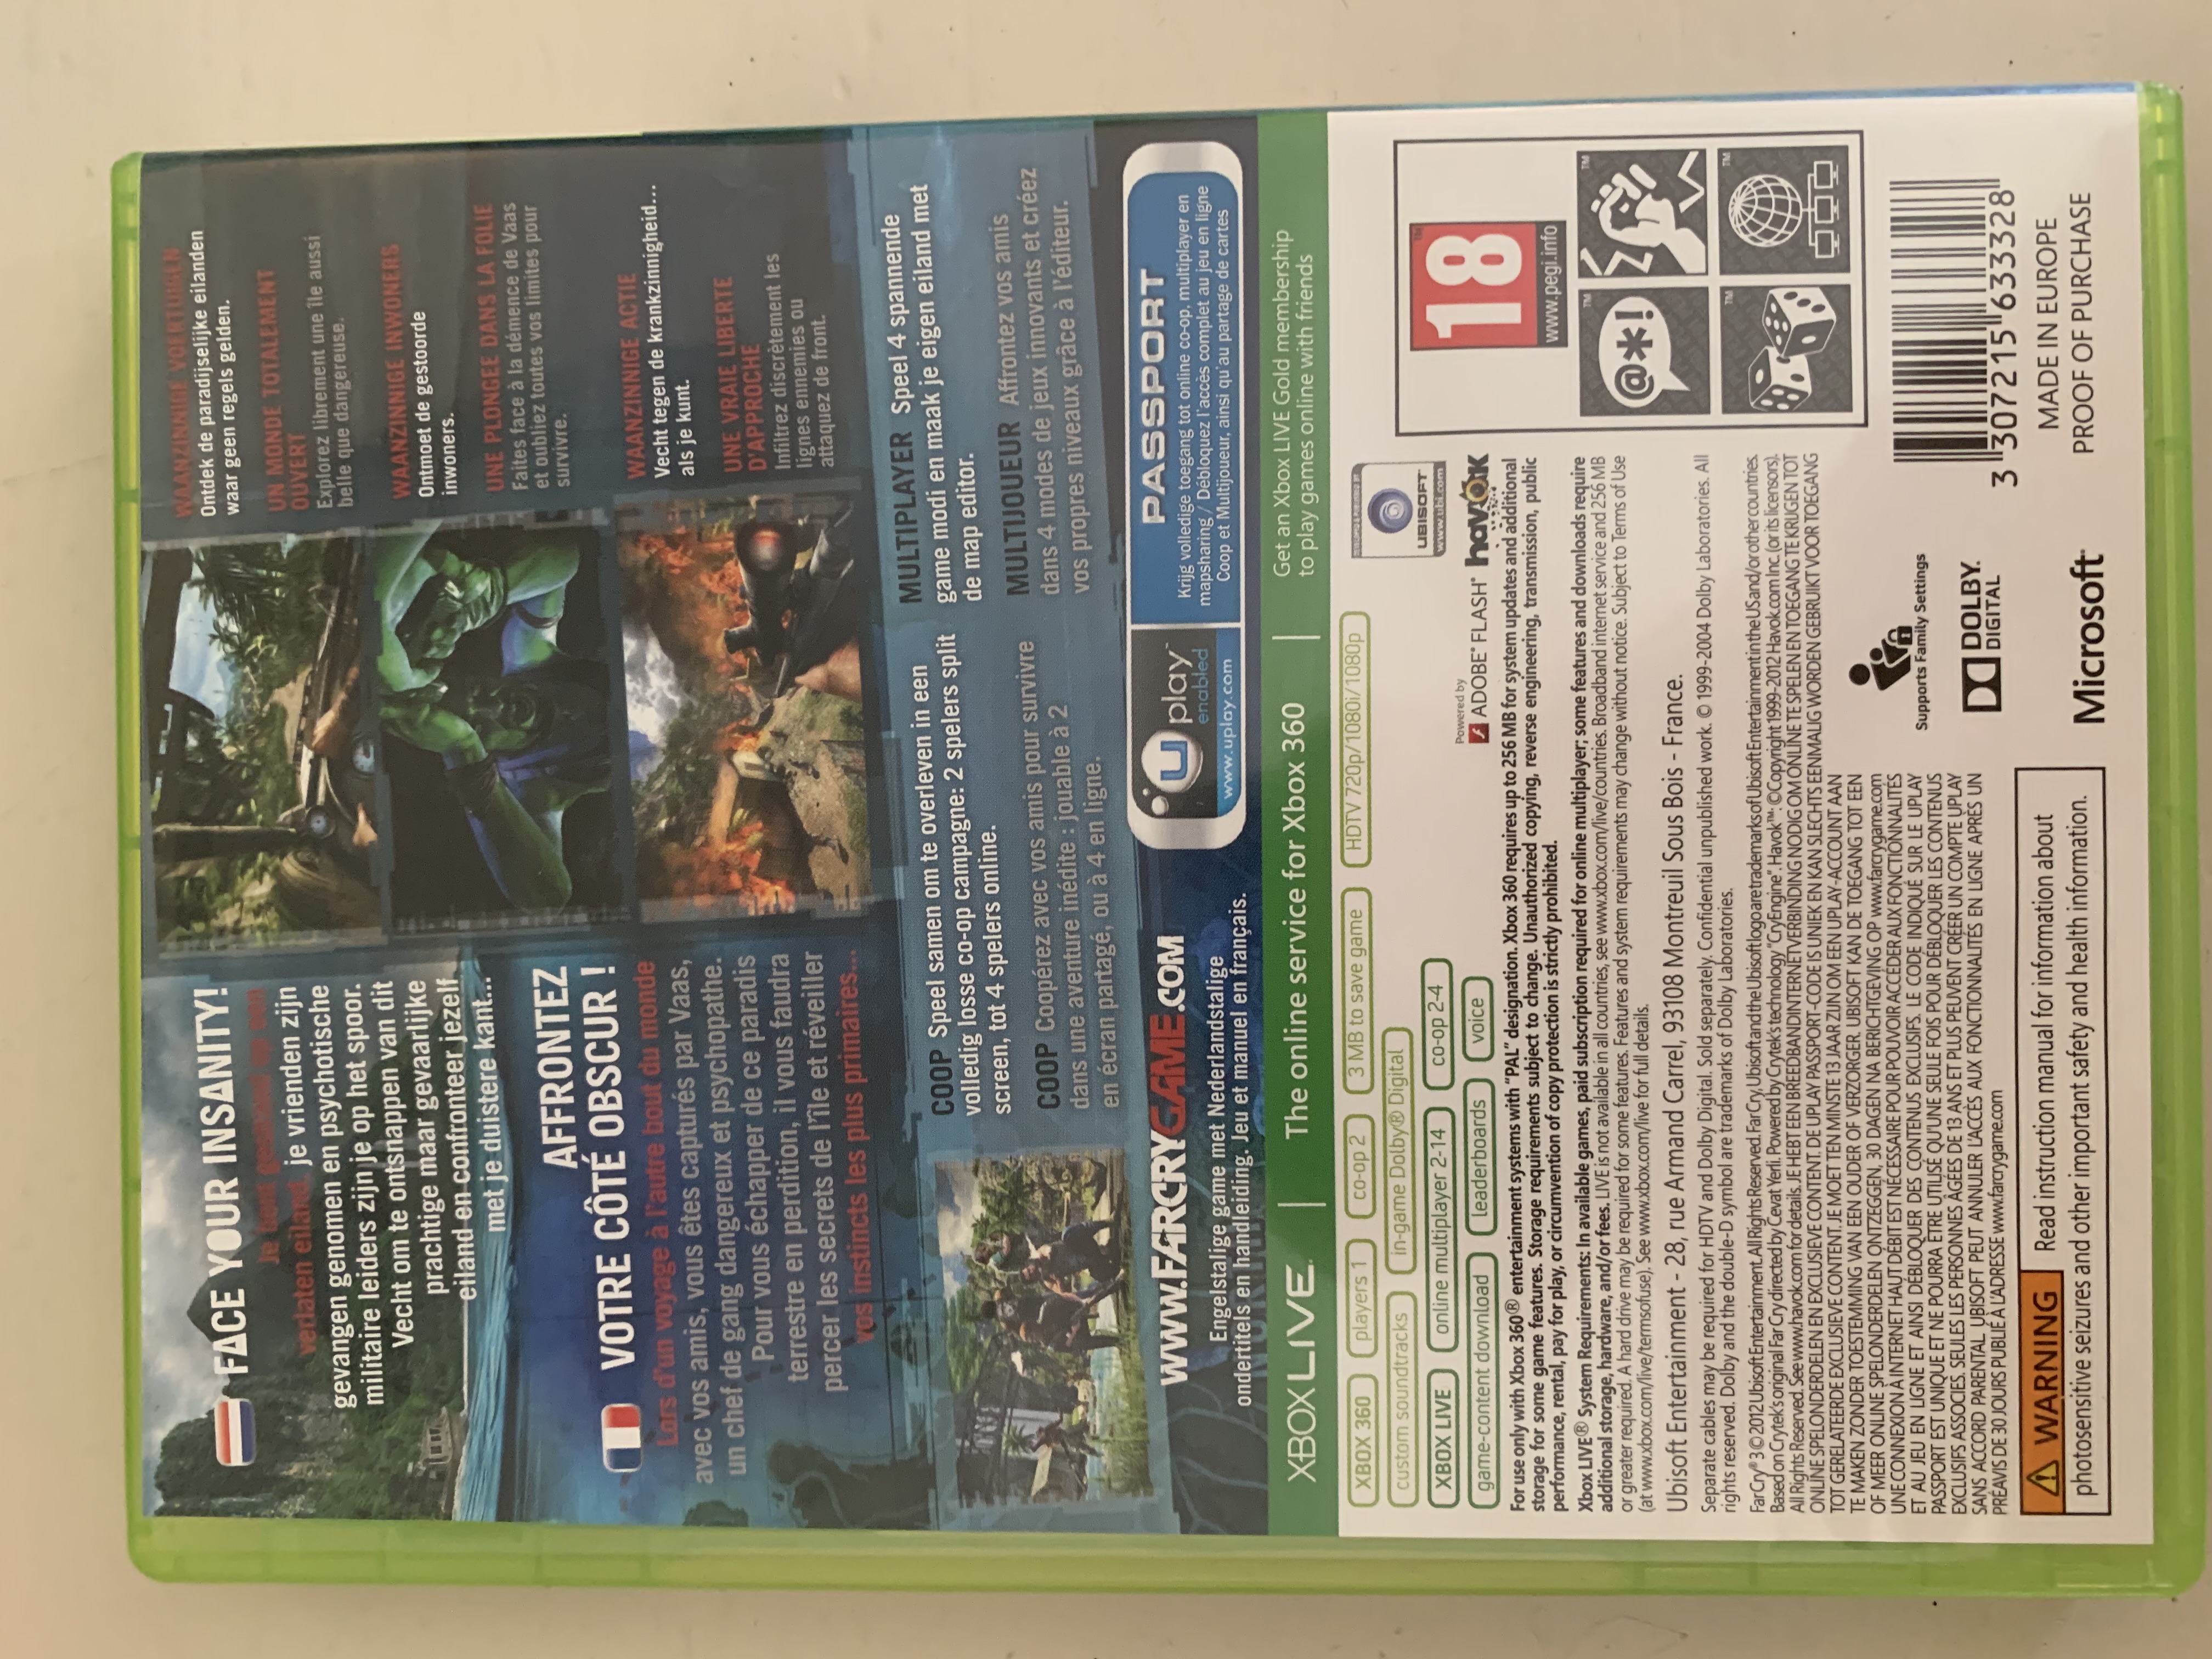 FACE YOUR INSANITY!
Je bent gestrand op een
verlaten eiland, je vrienden zijn
gevangen genomen en psychotische
militaire leiders zijn je op het spoor.
Vecht om te ontsnappen van dit
prachtige maar gevaarlijke
eiland en confronteer jezelf
met je duistere kant...
AFFRONTEZ
VOTRE CÔTÉ OBSCUR !
Lors d'un voyage à l'autre bout du monde
avec vos amis, vous êtes capturés par Vaas,
un chef de gang dangereux et psychopathe.
Pour vous échapper de ce paradis
terrestre en perdition, il vous faudra
percer les secrets de l'île et réveiller
vos instincts les plus primaires...
WAANZINNIGE VOERTUIGEN
Ontdek de paradijselijke eilanden
waar geen regels gelden.
UN MONDE TOTALEMENT
OUVERT
Explorez librement une île aussi
belle que dangereuse.
WAANZINNIGE INWONERS
Ontmoet de gestoorde
inwoners.
UNE PLONGEE DANS LA FOLIE
Faites face à la démence de Vaas
et oubliez toutes vos limites pour
survivre.
WAANZINNIGE ACTIE
Vecht tegen de krankzinnigheid...
als je kunt.
UNE VRAIE LIBERTE
D'APPROCHE
Infiltrez discrètement les
lignes ennemies ou
attaquez de front.
COOP Speel samen om te overleven in een
volledig losse co-op campagne: 2 spelers split
screen, tot 4 spelers online.
COOP Coopérez avec vos amis pour survivre
dans une aventure inédite : jouable à 2
en écran partagé, ou à 4 en ligne.
MULTIPLAYER Speel 4 spannende
game modi en maak je eigen eiland met
de map editor.
MULTIJOUEUR Affrontez vos amis
dans 4 modes de jeux innovants et créez
vos propres niveaux grâce à l'éditeur.
WWW.FARCRYGAME.COM
Engelstalige game met Nederlandstalige
ondertitels en handleiding. Jeu et manuel en français.
U play™
enabled
www.uplay.com
PASSPORT
Krijg volledige toegang tot online co-op, multiplayer en
mapsharing / Débloquez l'accès complet au jeu en ligne
Coop et Multijoueur, ainsi qu'au partage de cartes
XBOX LIVE
The online service for Xbox 360
Get an Xbox LIVE Gold membership
to play games online with friends
XBOX 360 players 1 co-op 2 3 MB to save game HDTV 720p/1080i/1080p
custom soundtracks in-game Dolby® Digital
XBOX LIVE online multiplayer 2-14 co-op 2-4
game-content download leaderboards voice
DEVELOPED & PUBLISHED BY
UBISOFT
www.ubi.com
Powered by
ADOBE® FLASH® havok
For use only with Xbox 360® entertainment systems with "PAL" designation. Xbox 360 requires up to 256 MB for system updates and additional
storage for some game features. Storage requirements subject to change. Unauthorized copying, reverse engineering, transmission, public
performance, rental, pay for play, or circumvention of copy protection is strictly prohibited.
Xbox LIVE® System Requirements: In available games, paid subscription required for online multiplayer; some features and downloads require
additional storage, hardware, and/or fees. LIVE is not available in all countries, see www.xbox.com/live/countries. Broadband internet service and 256 MB
or greater required. A hard drive may be required for some features. Features and system requirements may change without notice. Subject to Terms of Use
(at www.xbox.com/live/termsofuse). See www.xbox.com/live for full details.
Ubisoft Entertainment - 28, rue Armand Carrel, 93108 Montreuil Sous Bois - France.
Separate cables may be required for HDTV and Dolby Digital. Sold separately. Confidential unpublished work. © 1999-2004 Dolby Laboratories. All
rights reserved. Dolby and the double-D symbol are trademarks of Dolby Laboratories.
Far Cry® 3 © 2012 Ubisoft Entertainment. All Rights Reserved. Far Cry, Ubisoft and the Ubisoft logo are trademarks of Ubisoft Entertainment in the US and/or other countries.
Based on Crytek's original Far Cry directed by Cevat Yerli. Powered by Crytek's technology "CryEngine". Havok™: ©Copyright 1999-2012 Havok.com Inc. (or its licensors).
All Rights Reserved. See www.havok.com for details. JE HEBT EEN BREEDBANDINTERNETVERBINDING NODIG OM ONLINE TE SPELEN EN TOEGANG TE KRIJGEN TOT
ONLINE SPELONDERDELEN EN EXCLUSIEVE CONTENT. DE UPLAY PASSPORT-CODE IS UNIEK EN KAN SLECHTS EENMALIG WORDEN GEBRUIKT VOOR TOEGANG
TOT GERELATEERDE EXCLUSIEVE CONTENT. JE MOET TEN MINSTE 13 JAAR ZIJN OM EEN UPLAY-ACCOUNT AAN
TE MAKEN ZONDER TOESTEMMING VAN EEN OUDER OF VERZORGER. UBISOFT KAN DE TOEGANG TOT EEN
OF MEER ONLINE SPELONDERDELEN ONTZEGGEN, 30 DAGEN NA BERICHTGEVING OP www.farcrygame.com
UNE CONNEXION À INTERNET HAUT DÉBIT EST NÉCESSAIRE POUR POUVOIR ACCÉDER AUX FONCTIONNALITÉS
ET AU JEU EN LIGNE ET AINSI DÉBLOQUER DES CONTENUS EXCLUSIFS. LE CODE INDIQUÉ SUR LE UPLAY
PASSPORT EST UNIQUE ET NE POURRA ÊTRE UTILISÉ QU'UNE SEULE FOIS POUR DÉBLOQUER LES CONTENUS
EXCLUSIFS ASSOCIES. SEULES LES PERSONNES ÂGÉES DE 13 ANS ET PLUS PEUVENT CRÉER UN COMPTE UPLAY
SANS ACCORD PARENTAL. UBISOFT PEUT ANNULER L'ACCÈS AUX FONCTIONNALITÉS EN LIGNE APRÈS UN
PRÉAVIS DE 30 JOURS PUBLIÉ À L'ADRESSE www.farcrygame.com
WARNING Read instruction manual for information about
photosensitive seizures and other important safety and health information.
Supports Family Settings
DOLBY®
DIGITAL
Microsoft®
18
www.pegi.info
@*!
3 307215 633328
MADE IN EUROPE
PROOF OF PURCHASE